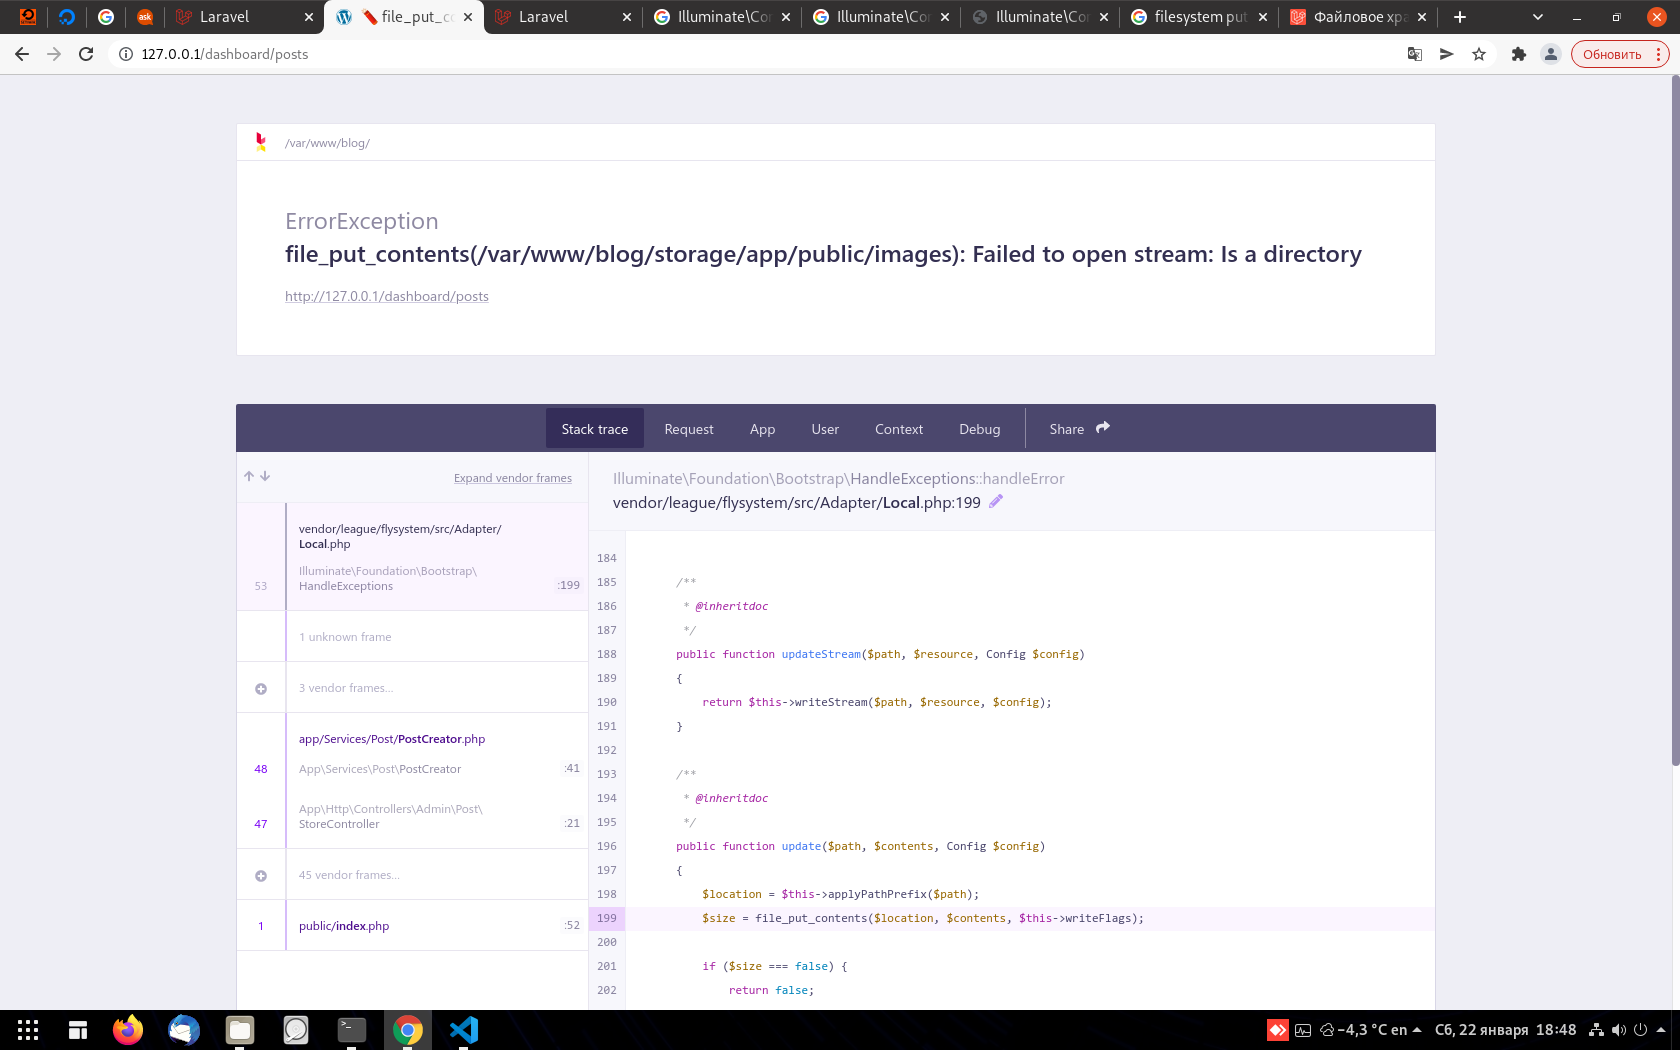 Laravel
file_put_c
Laravel
Illuminate\Co
Illuminate\Co
Illuminate\Co
filesystem put
Файловое хра
127.0.0.1/dashboard/posts
Обновить
/var/www/blog/
ErrorException
file_put_contents(/var/www/blog/storage/app/public/images): Failed to open stream: Is a directory
http://127.0.0.1/dashboard/posts
Stack trace Request App User Context Debug Share
Expand vendor frames
vendor/league/flysystem/src/Adapter/
Local.php
Illuminate\Foundation\Bootstrap\
53 HandleExceptions :199
1 unknown frame
3 vendor frames...
app/Services/Post/PostCreator.php
48 App\Services\Post\PostCreator :41
App\Http\Controllers\Admin\Post\
47 StoreController :21
45 vendor frames...
1 public/index.php :52
Illuminate\Foundation\Bootstrap\HandleExceptions::handleError
vendor/league/flysystem/src/Adapter/Local.php:199
184
185 /**
186 * @inheritdoc
187 */
188 public function updateStream($path, $resource, Config $config)
189 {
190 return $this->writeStream($path, $resource, $config);
191 }
192
193 /**
194 * @inheritdoc
195 */
196 public function update($path, $contents, Config $config)
197 {
198 $location = $this->applyPathPrefix($path);
199 $size = file_put_contents($location, $contents, $this->writeFlags);
200
201 if ($size === false) {
202 return false;
−4,3 °C en Сб, 22 января 18:48